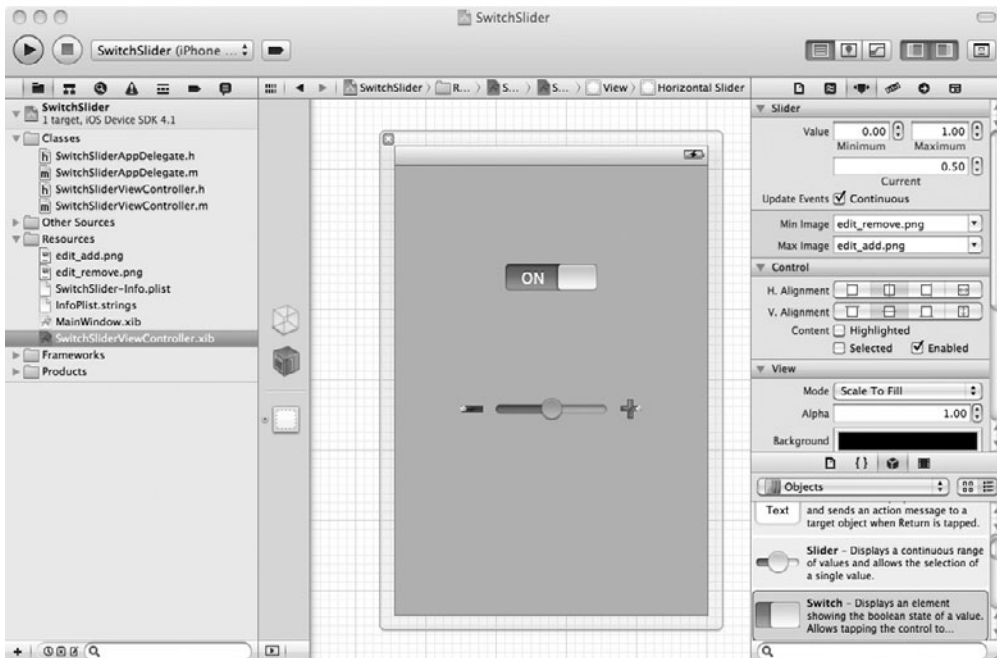 SwitchSlider
SwitchSlider (iPhone ...
SwitchSlider
R...
S...
S...
View
Horizontal Slider
SwitchSlider
1 target, iOS Device SDK 4.1
Classes
h SwitchSliderAppDelegate.h
m SwitchSliderAppDelegate.m
h SwitchSliderViewController.h
m SwitchSliderViewController.m
Other Sources
Resources
edit_add.png
edit_remove.png
SwitchSlider-Info.plist
InfoPlist.strings
MainWindow.xib
SwitchSliderViewController.xib
Frameworks
Products
ON
Slider
Value 0.00 1.00
Minimum Maximum
0.50
Current
Update Events Continuous
Min Image edit_remove.png
Max Image edit_add.png
Control
H. Alignment
V. Alignment
Content Highlighted
Selected Enabled
View
Mode Scale To Fill
Alpha 1.00
Background
{}
Objects
Text
and sends an action message to a
target object when Return is tapped.
Slider – Displays a continuous range
of values and allows the selection of
a single value.
Switch – Displays an element
showing the boolean state of a value.
Allows tapping the control to...